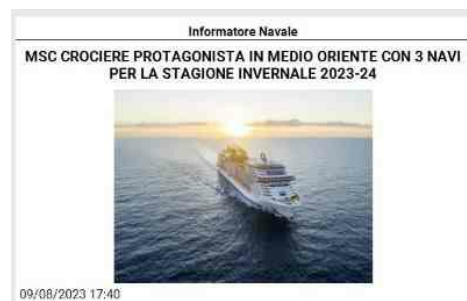 Informatore Navale
MSC CROCIERE PROTAGONISTA IN MEDIO ORIENTE CON 3 NAVI
PER LA STAGIONE INVERNALE 2023-24
09/08/2023 17:40